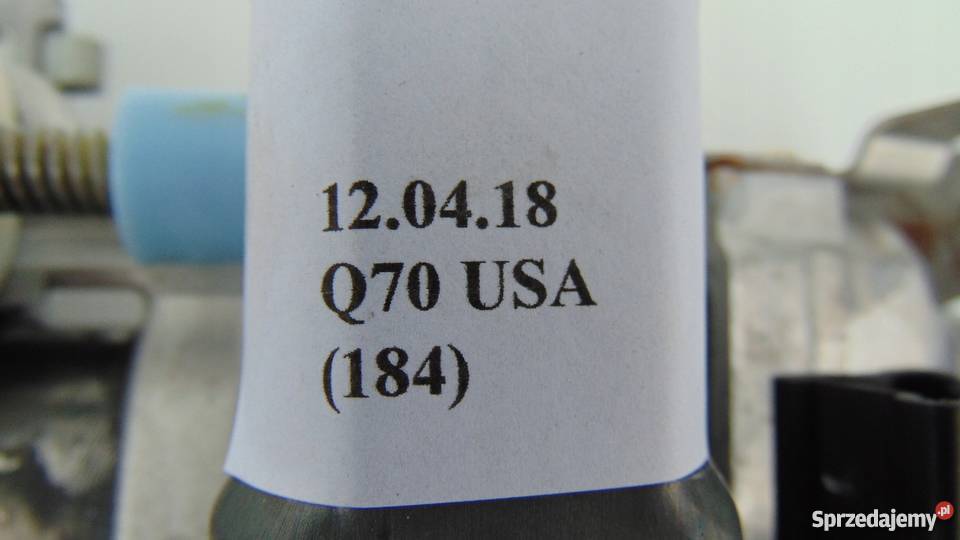 12.04.18
Q70 USA
(184)
Sprzedajemy.pl